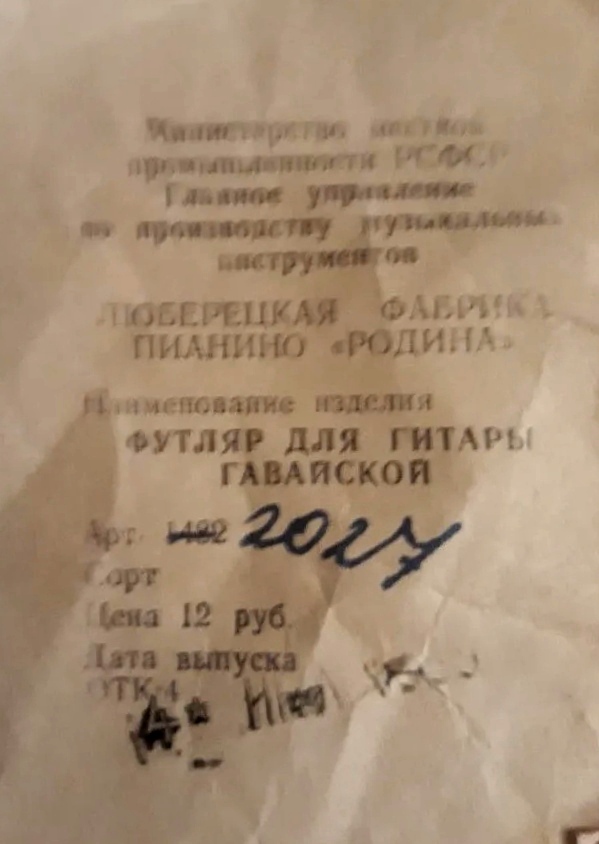 Министерство местной
промышленности РСФСР
Главное управление
по производству музыкальных
инструментов
ЛЮБЕРЕЦКАЯ ФАБРИКА
ПИАНИНО «РОДИНА»
Наименование изделия
ФУТЛЯР ДЛЯ ГИТАРЫ
ГАВАЙСКОЙ
Арт. 1482 2027
Сорт
Цена 12 руб.
Дата выпуска
ОТК 4